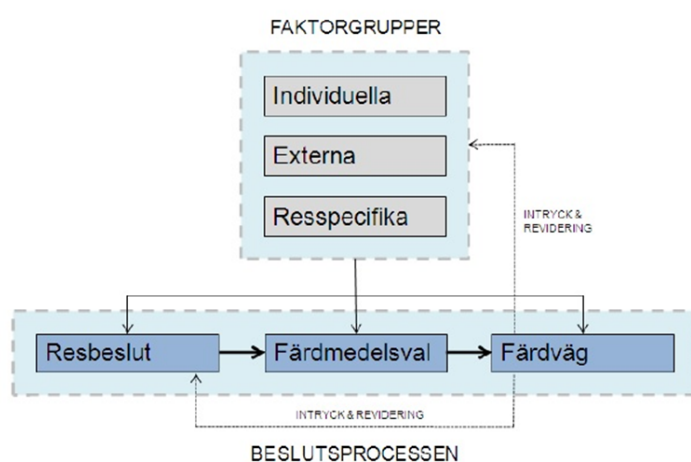 FAKTORGRUPPER
Individuella
Externa
Resspecifika
INTRYCK &
REVIDERING
Resbeslut
Färdmedelsval
Färdväg
INTRYCK & REVIDERING
BESLUTSPROCESSEN